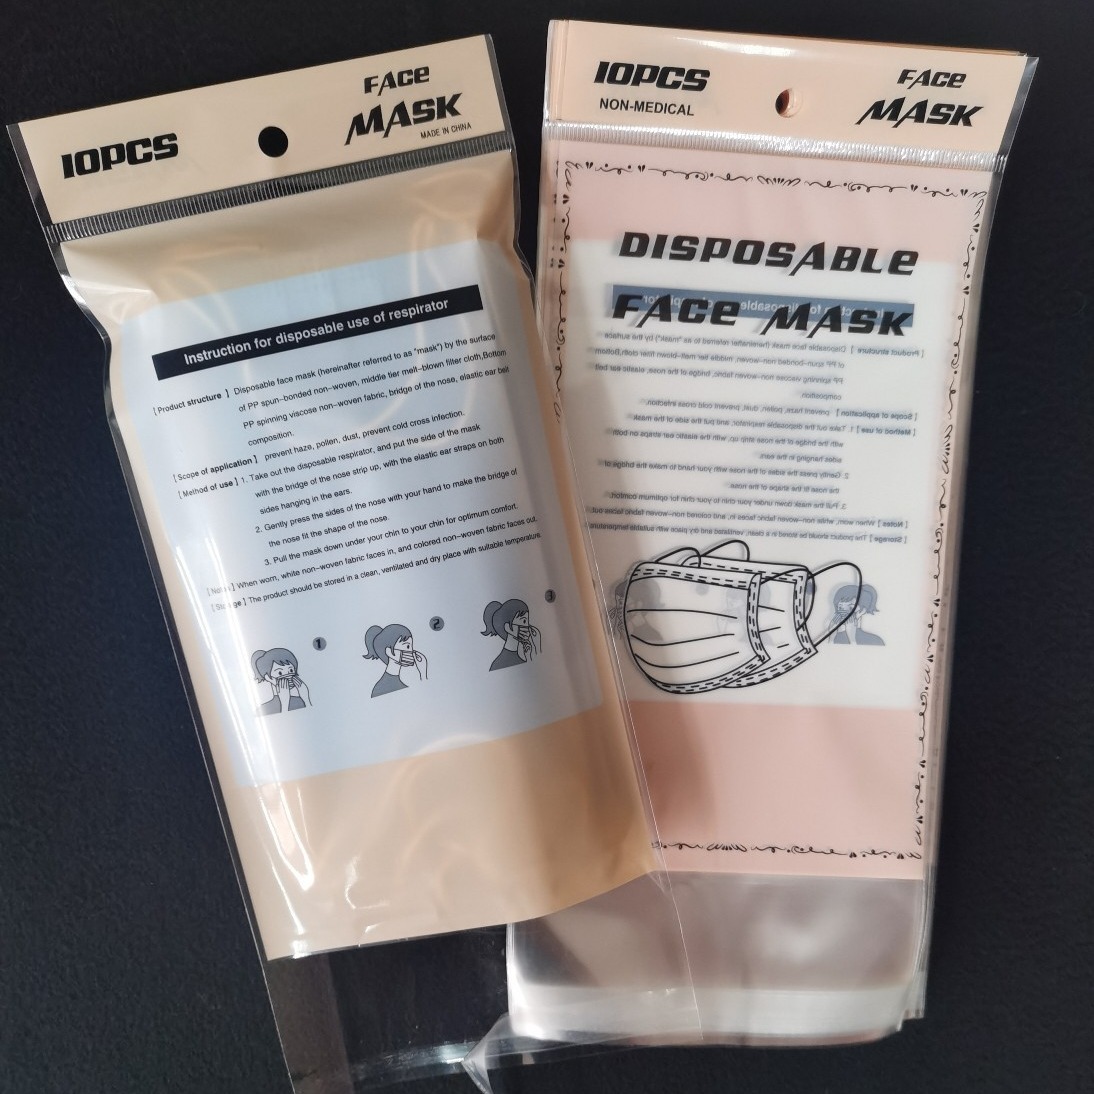 10PCS
FACE
MASK
MADE IN CHINA
Instruction for disposable use of respirator
[Product structure] Disposable face mask (hereinafter referred to as "mask") by the surface
of PP spun-bonded non-woven, middle tier melt-blown filter cloth,Bottom
PP spinning viscose non-woven fabric, bridge of the nose, elastic ear belt
composition.
[Scope of application] prevent haze, pollen, dust, prevent cold cross infection.
[Method of use] 1. Take out the disposable respirator, and put the side of the mask
with the bridge of the nose strip up, with the elastic ear straps on both
sides hanging in the ears.
2. Gently press the sides of the nose with your hand to make the bridge of
the nose fit the shape of the nose.
3. Pull the mask down under your chin to your chin for optimum comfort.
[Notes] When worn, white non-woven fabric faces in, and colored non-woven fabric faces out.
[Storage] The product should be stored in a clean, ventilated and dry place with suitable temperature.
1
2
3
10PCS
NON-MEDICAL
FACE
MASK
DISPOSABLE
FACE MASK